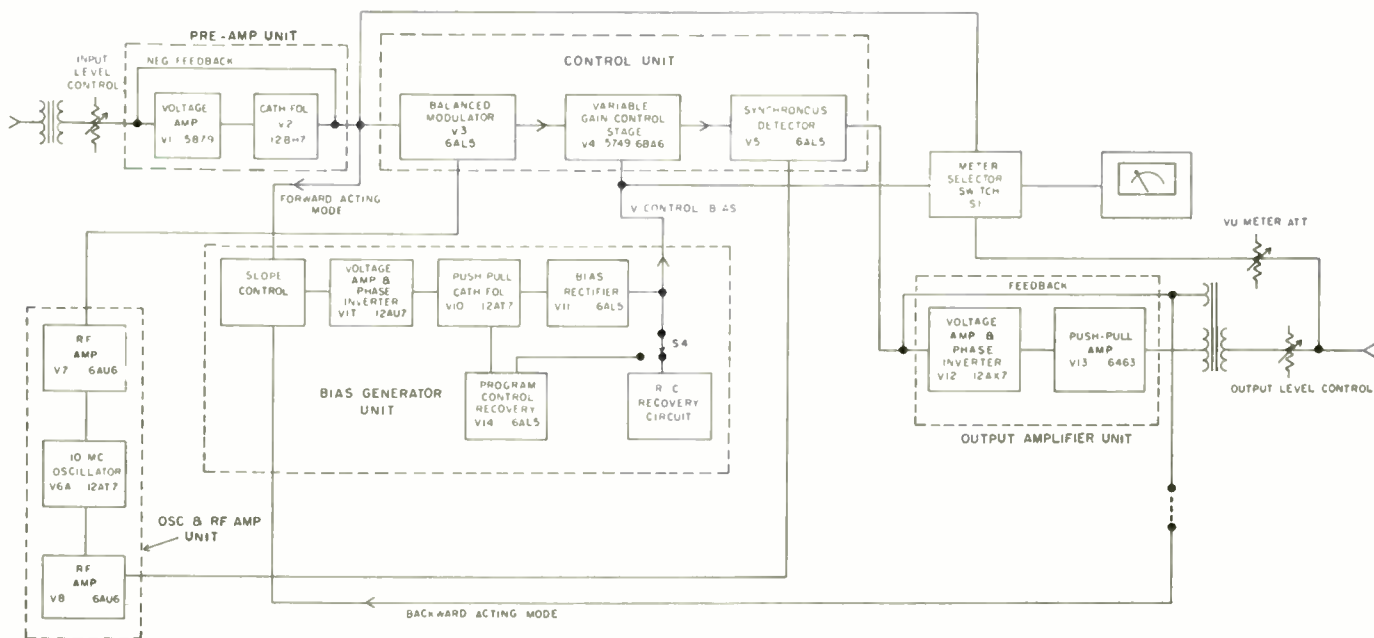 PRE-AMP UNIT
INPUT
LEVEL
CONTROL
NEG FEEDBACK
VOLTAGE
AMP
V1 5879
CATH FOL
V2
12BH7
CONTROL UNIT
BALANCED
MODULATOR
V3
6AL5
VARIABLE
GAIN CONTROL
STAGE
V4 5749 6BA6
SYNCHRONOUS
DETECTOR
V5 6AL5
METER
SELECTOR
SWITCH
S1
VU METER ATT
FORWARD ACTING
MODE
V CONTROL BIAS
SLOPE
CONTROL
VOLTAGE
AMP &
PHASE
INVERTER
12AU7
PUSH-PULL
CATH FOL
V10 12AT7
BIAS
RECTIFIER
V11 6AL5
S4
PROGRAM
CONTROL
RECOVERY
V14 6AL5
R C
RECOVERY
CIRCUIT
BIAS GENERATOR
UNIT
FEEDBACK
VOLTAGE
AMP &
PHASE
INVERTER
V12 12AX7
PUSH-PULL
AMP
V13 6463
OUTPUT AMPLIFIER UNIT
OUTPUT LEVEL CONTROL
RF
AMP
V7 6AU6
10 MC
OSCILLATOR
V6A 12AT7
RF
AMP
V8 6AU6
OSC & RF AMP
UNIT
BACKWARD ACTING MODE